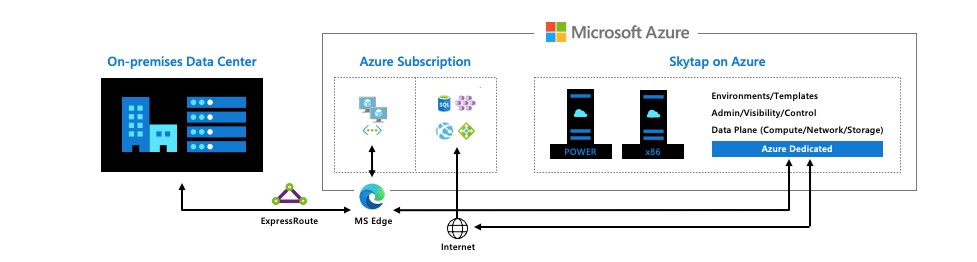 Microsoft Azure
On-premises Data Center
Azure Subscription
Skytap on Azure
SQL
Environments/Templates
Admin/Visibility/Control
Data Plane (Compute/Network/Storage)
POWER
x86
Azure Dedicated
ExpressRoute
MS Edge
Internet